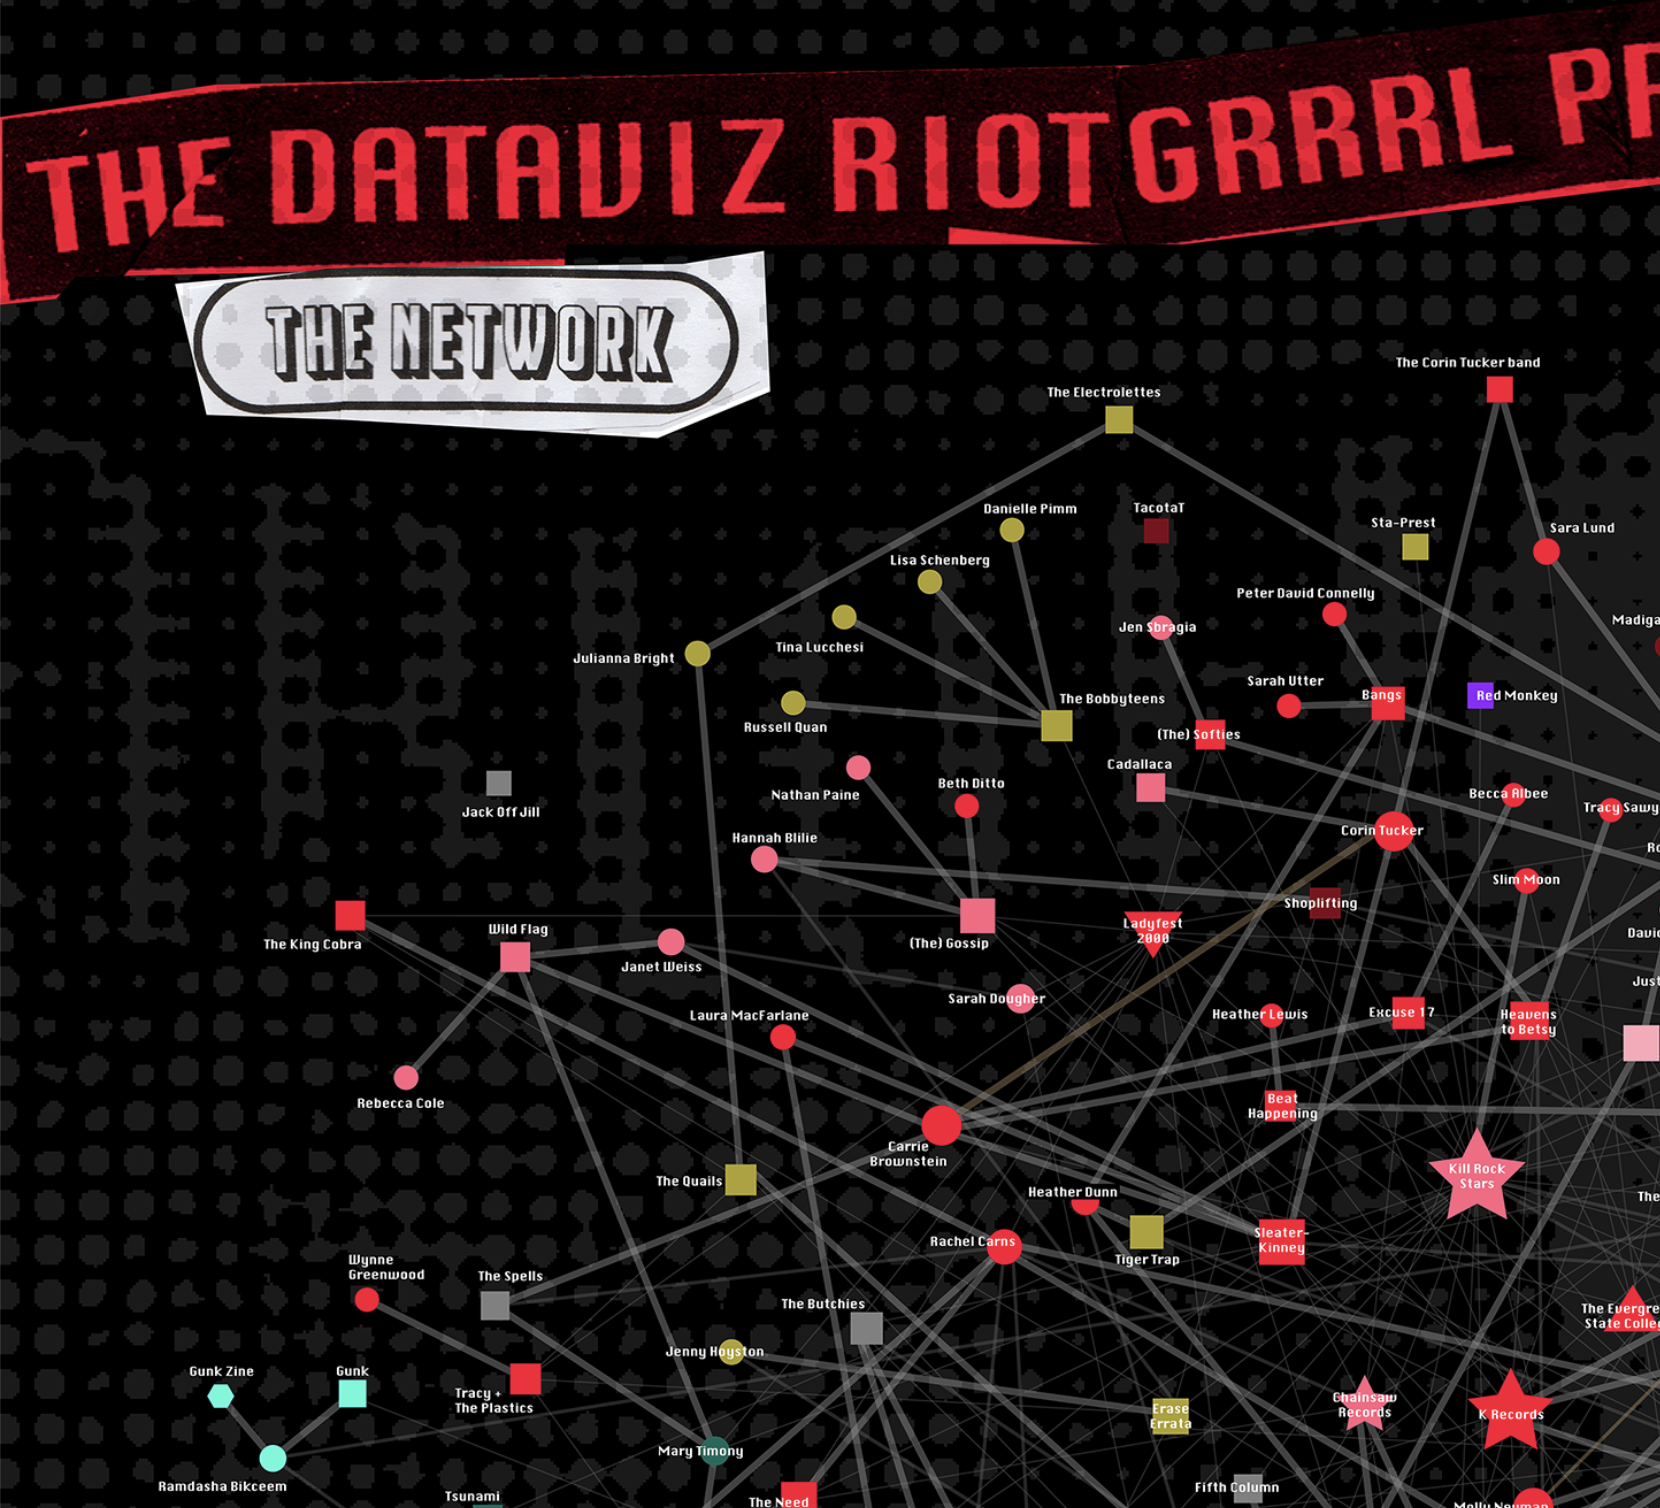 THE DATAVIZ RIOTGRRRL
THE NETWORK
The Corin Tucker band
The Electrolettes
Danielle Pimm
TacotaT
Sta-Prest
Sara Lund
Lisa Schenberg
Peter David Connelly
Madiga
Jen Sbragia
Tina Lucchesi
Julianna Bright
Sarah Utter
Bangs
Red Monkey
The Bobbyteens
Russell Quan
(The) Softies
Cadallaca
Nathan Paine
Beth Ditto
Becca Albee
Tracy Sawy
Jack Off Jill
Hannah Blilie
Corin Tucker
Slim Moon
Shoplifting
Ladyfest
2000
Wild Flag
The King Cobra
(The) Gossip
Davi
Janet Weiss
Just
Sarah Dougher
Laura MacFarlane
Heather Lewis
Excuse 17
Heavens
to Betsy
Rebecca Cole
Beat
Happening
Carrie
Brownstein
Kill Rock
Stars
The Quails
Heather Dunn
The
Rachel Carns
Sleater-
Kinney
Tiger Trap
Wynne
Greenwood
The Spells
The Butchies
The Evergre
State Colle
Jenny Hoyston
Gunk Zine
Gunk
Tracy +
The Plastics
Chainsaw
Records
K Records
Erase
Errata
Mary Timony
Ramdasha Bikceem
Fifth Column
Tsunami
The Need
Molly Neuman